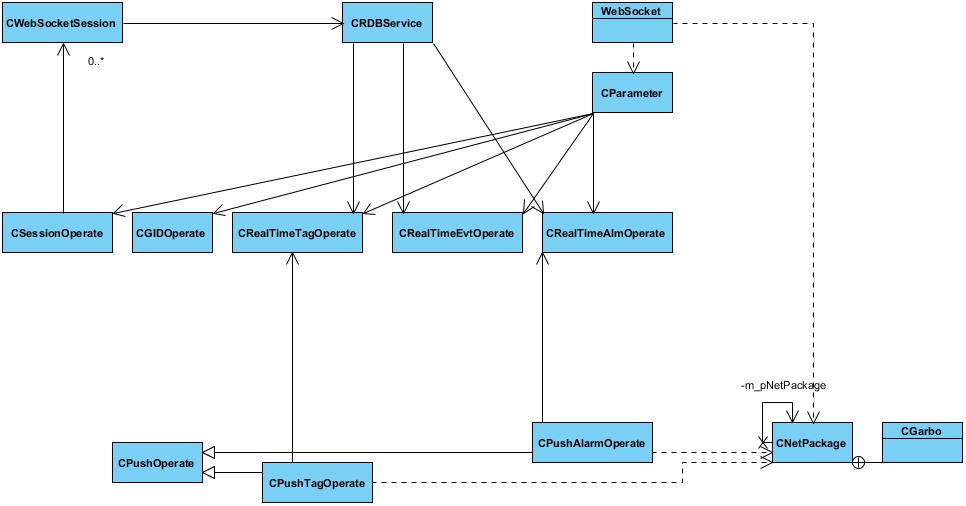 CWebSocketSession
CRDBService
WebSocket
0..*
CParameter
CSessionOperate
CGIDOperate
CRealTimeTagOperate
CRealTimeEvtOperate
CRealTimeAlmOperate
-m_pNetPackage
CPushOperate
CPushTagOperate
CPushAlarmOperate
CNetPackage
CGarbo